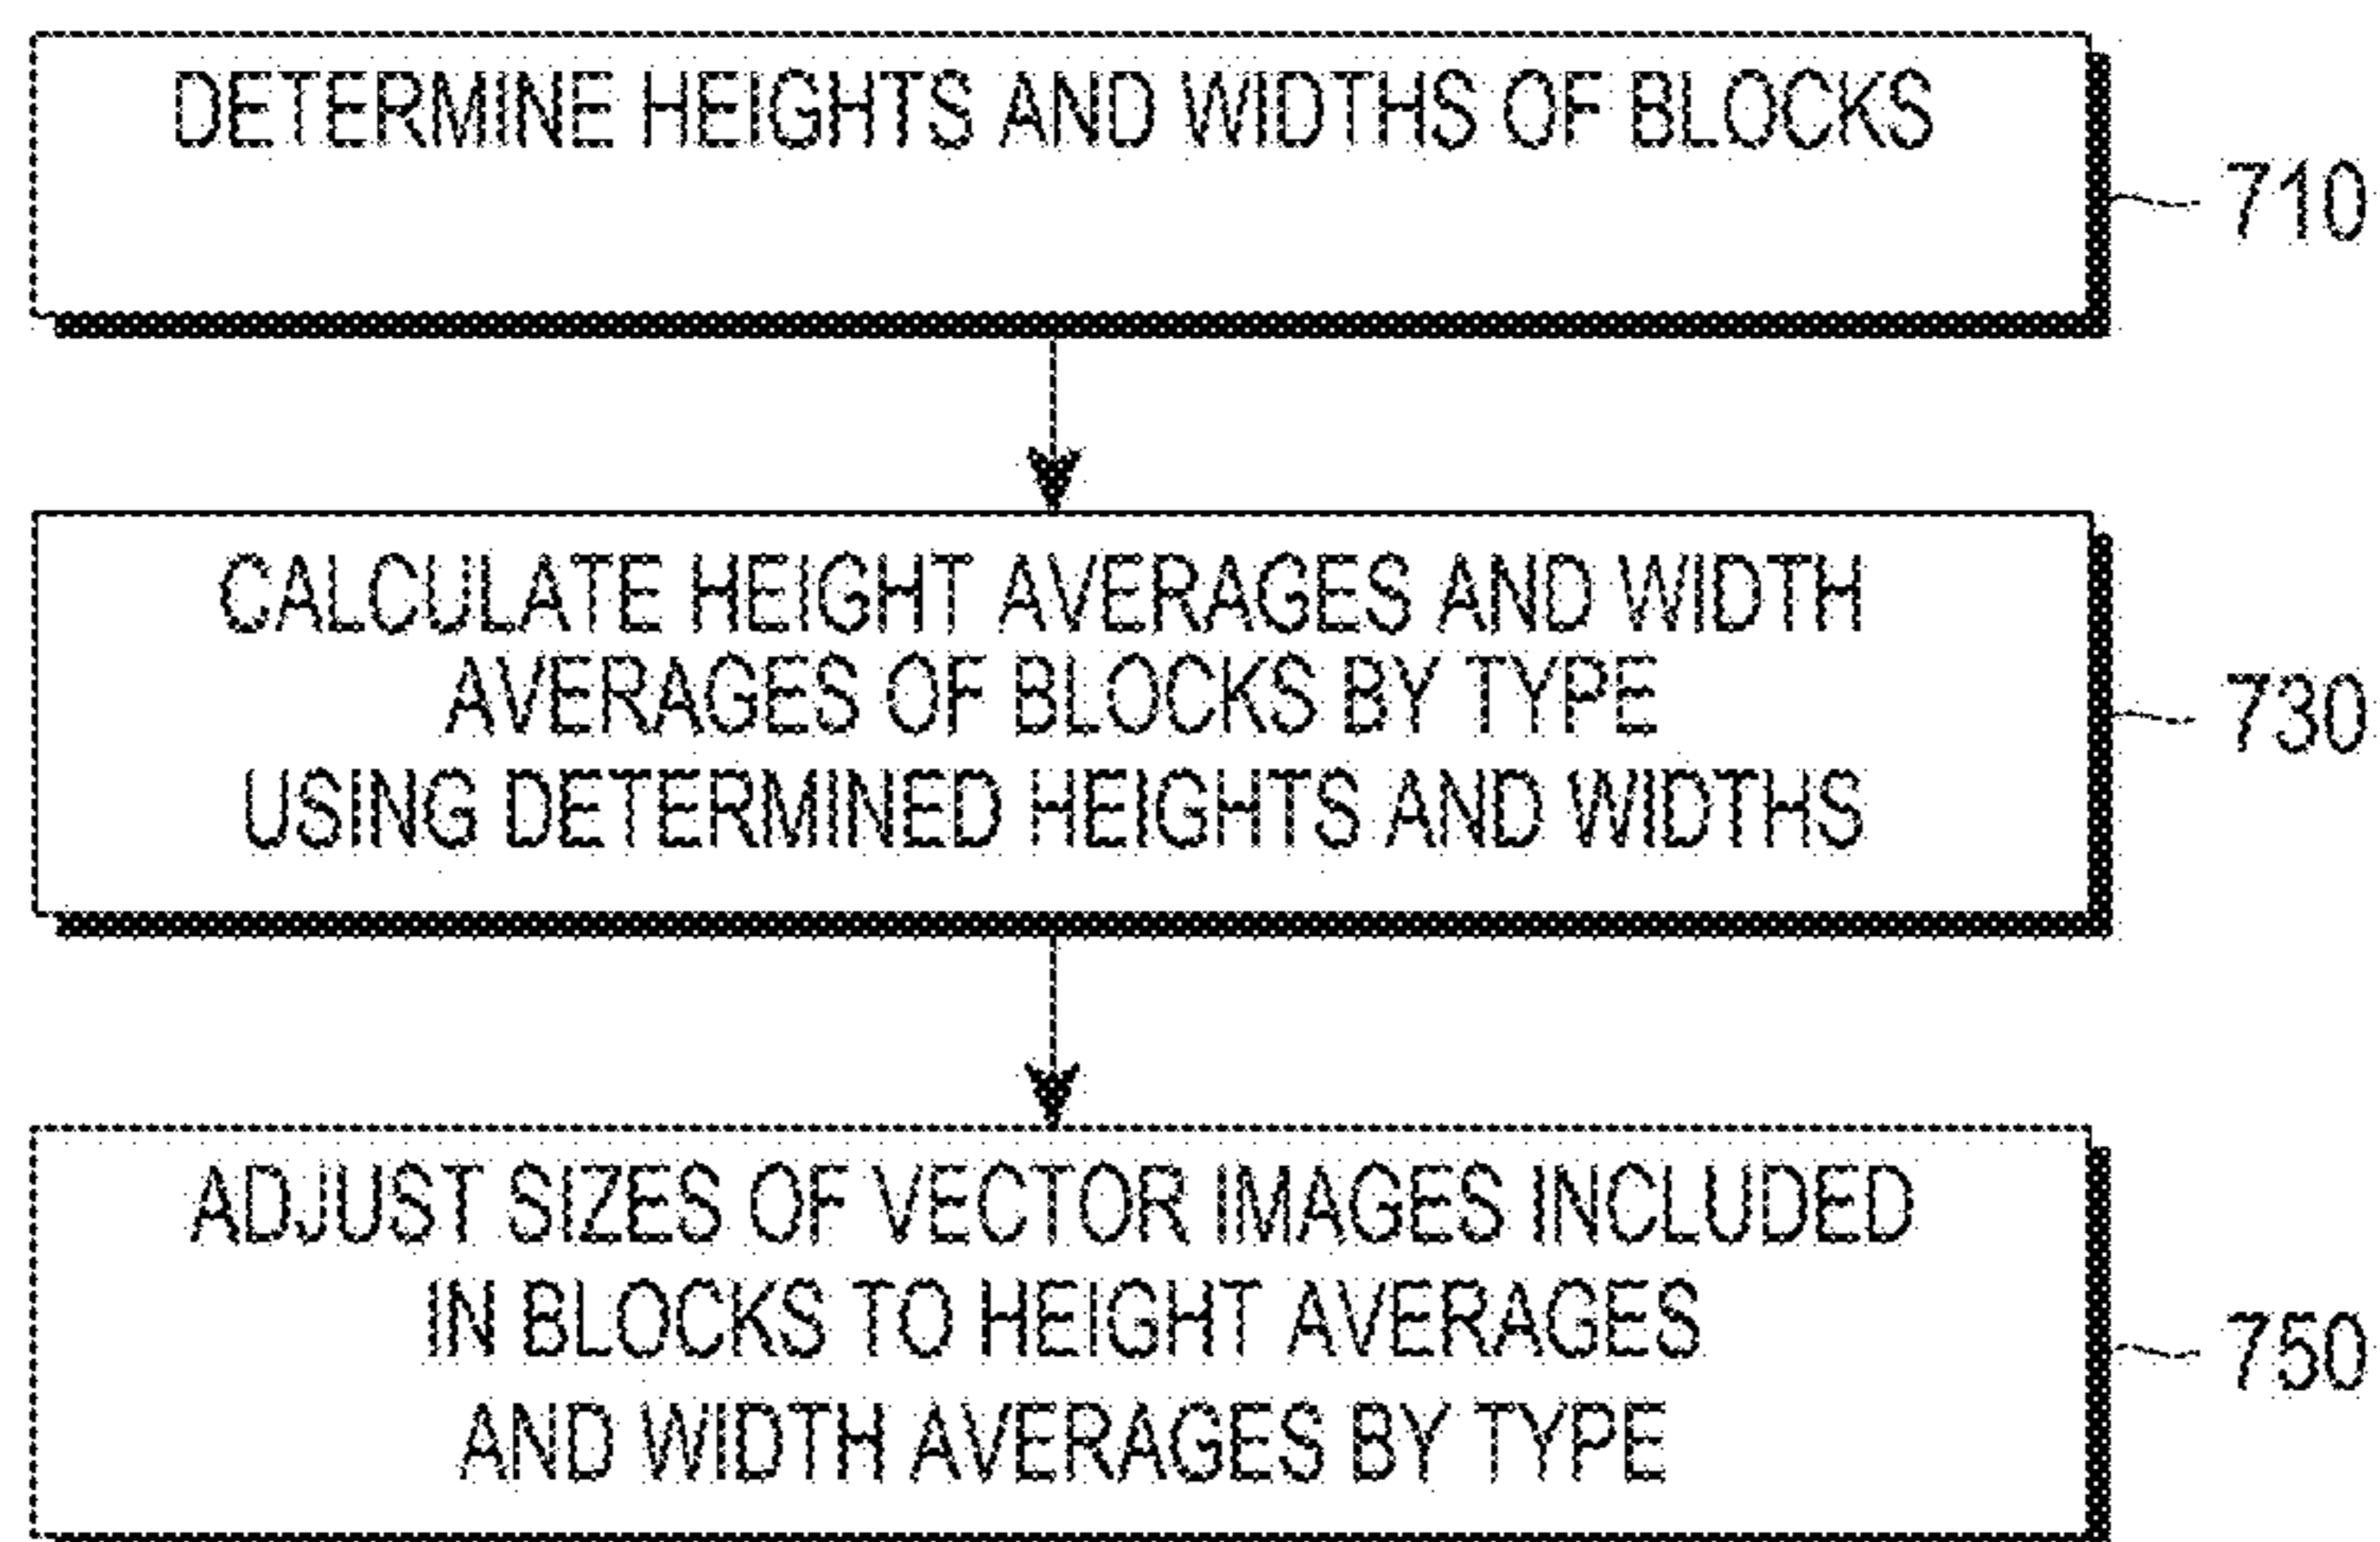 DETERMINE HEIGHTS AND WIDTHS OF BLOCKS
710
CALCULATE HEIGHT AVERAGES AND WIDTH
AVERAGES OF BLOCKS BY TYPE
USING DETERMINED HEIGHTS AND WIDTHS
730
ADJUST SIZES OF VECTOR IMAGES INCLUDED
IN BLOCKS TO HEIGHT AVERAGES
AND WIDTH AVERAGES BY TYPE
750